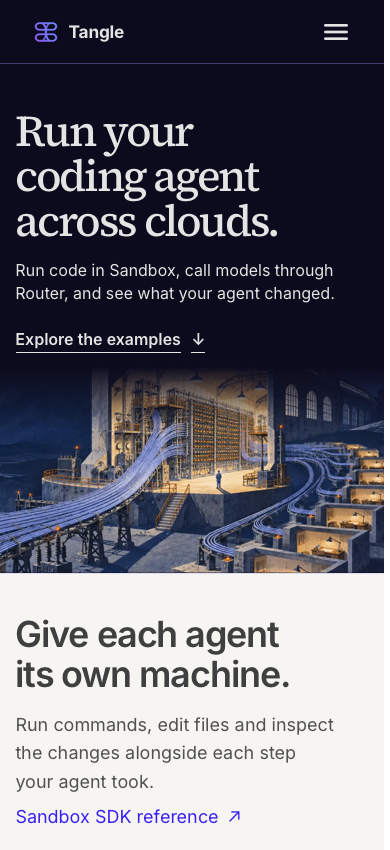 Tangle
Run your
coding agent
across clouds.
Run code in Sandbox, call models through
Router, and see what your agent changed.
Explore the examples ↓
Give each agent
its own machine.
Run commands, edit files and inspect
the changes alongside each step
your agent took.
Sandbox SDK reference ↗